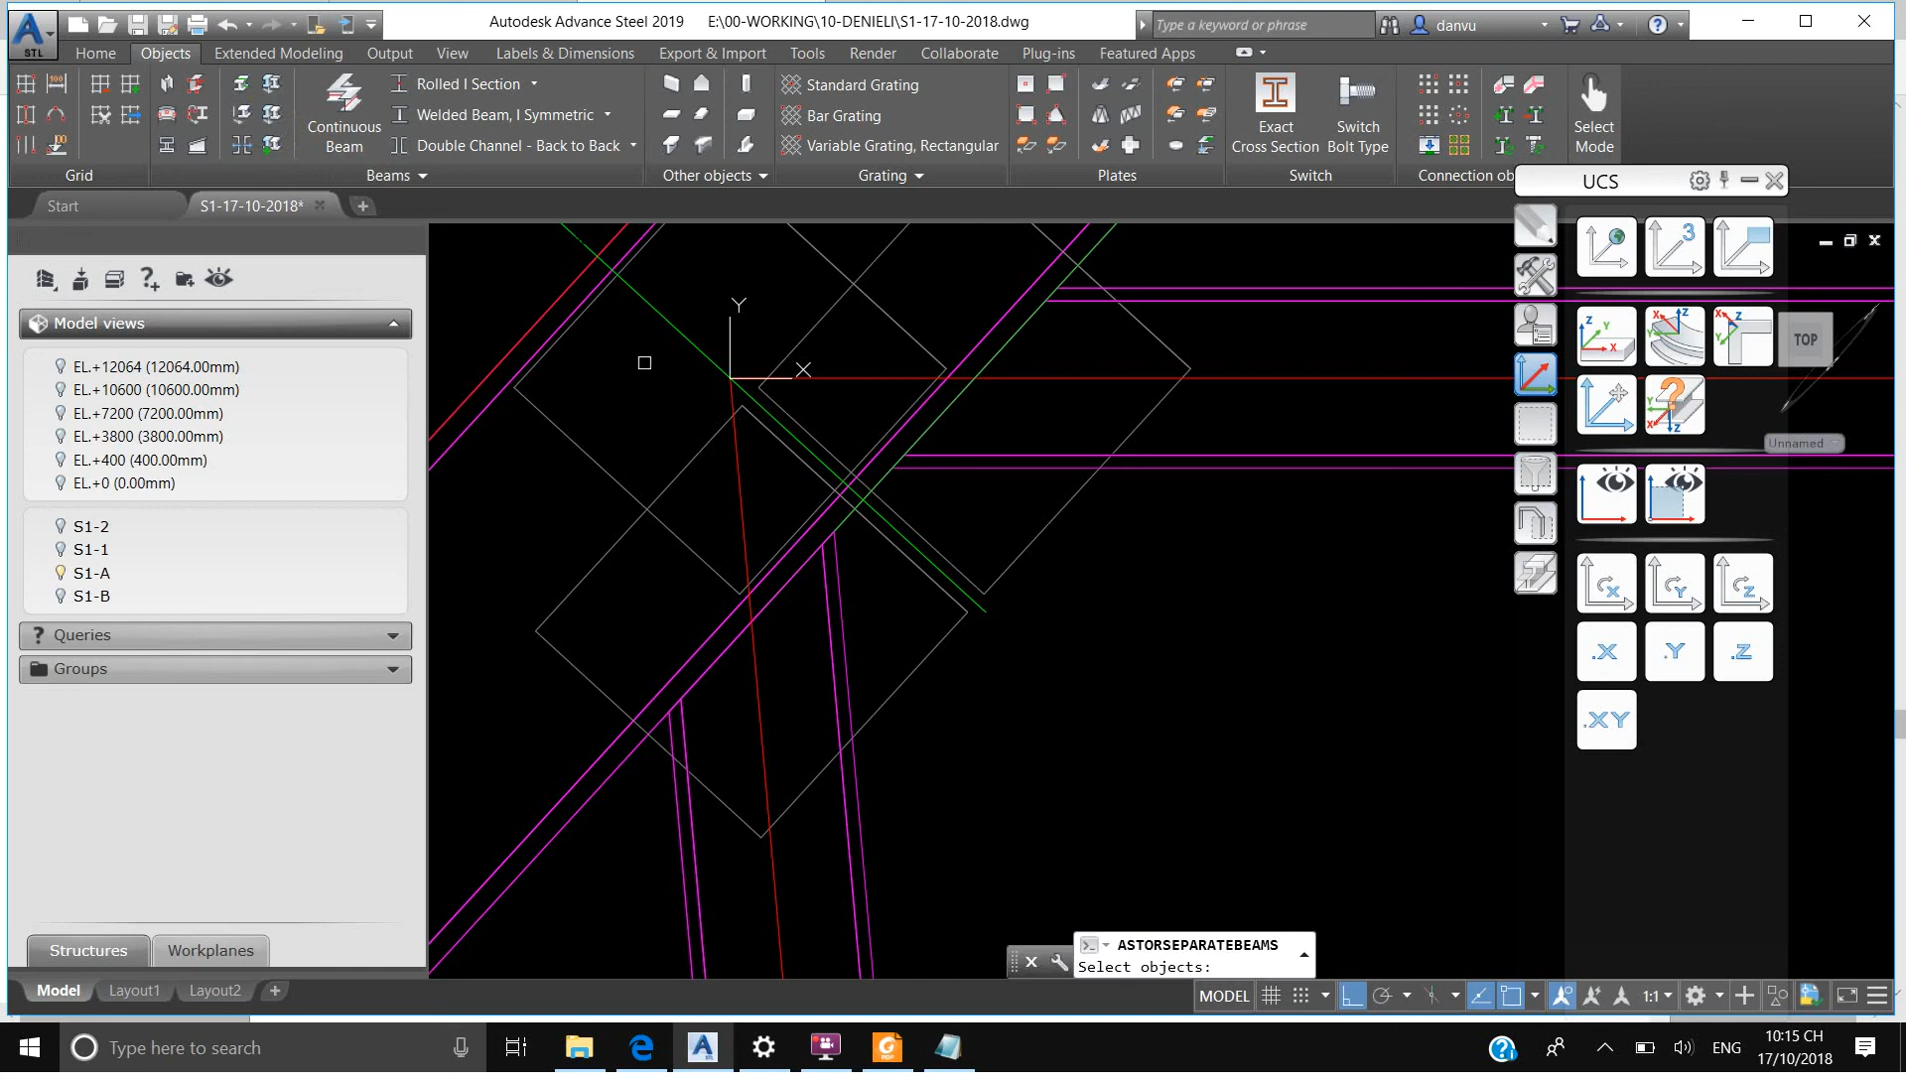 Autodesk Advance Steel 2019 E:\00-WORKING\10-DENIELI\S1-17-10-2018.dwg
Type a keyword or phrase
danvu
STL
Home Objects Extended Modeling Output View Labels & Dimensions Export & Import Tools Render Collaborate Plug-ins Featured Apps
Continuous Beam
Rolled I Section
Welded Beam, I Symmetric
Double Channel - Back to Back
Standard Grating
Bar Grating
Variable Grating, Rectangular
Exact Cross Section
Switch Bolt Type
Select Mode
Grid Beams Other objects Grating Plates Switch Connection ob
UCS
Start S1-17-10-2018*
Model views
EL.+12064 (12064.00mm)
EL.+10600 (10600.00mm)
EL.+7200 (7200.00mm)
EL.+3800 (3800.00mm)
EL.+400 (400.00mm)
EL.+0 (0.00mm)
S1-2
S1-1
S1-A
S1-B
Queries
Groups
Y
X
3
Z
Y
X
TOP
Unnamed
X
Y
Z
.X
.Y
.Z
.XY
Structures Workplanes
ASTORSEPARATEBEAMS
Select objects:
Model Layout1 Layout2
MODEL
1:1
Type here to search
ENG
10:15 CH
17/10/2018